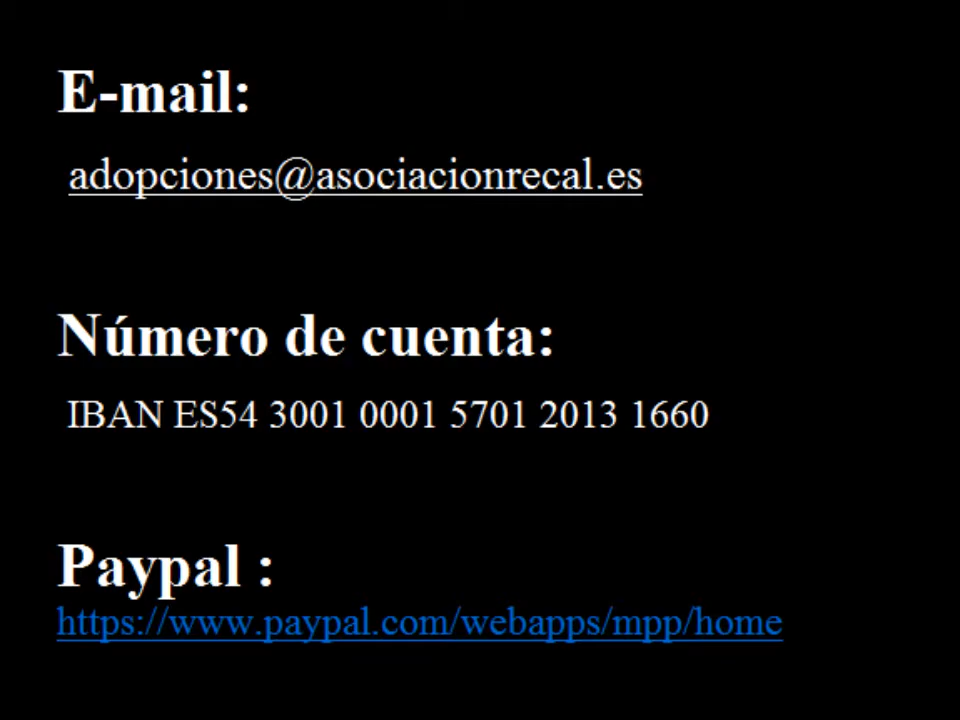 E-mail:
adopciones@asociacionrecal.es
Número de cuenta:
IBAN ES54 3001 0001 5701 2013 1660
Paypal :
https://www.paypal.com/webapps/mpp/home